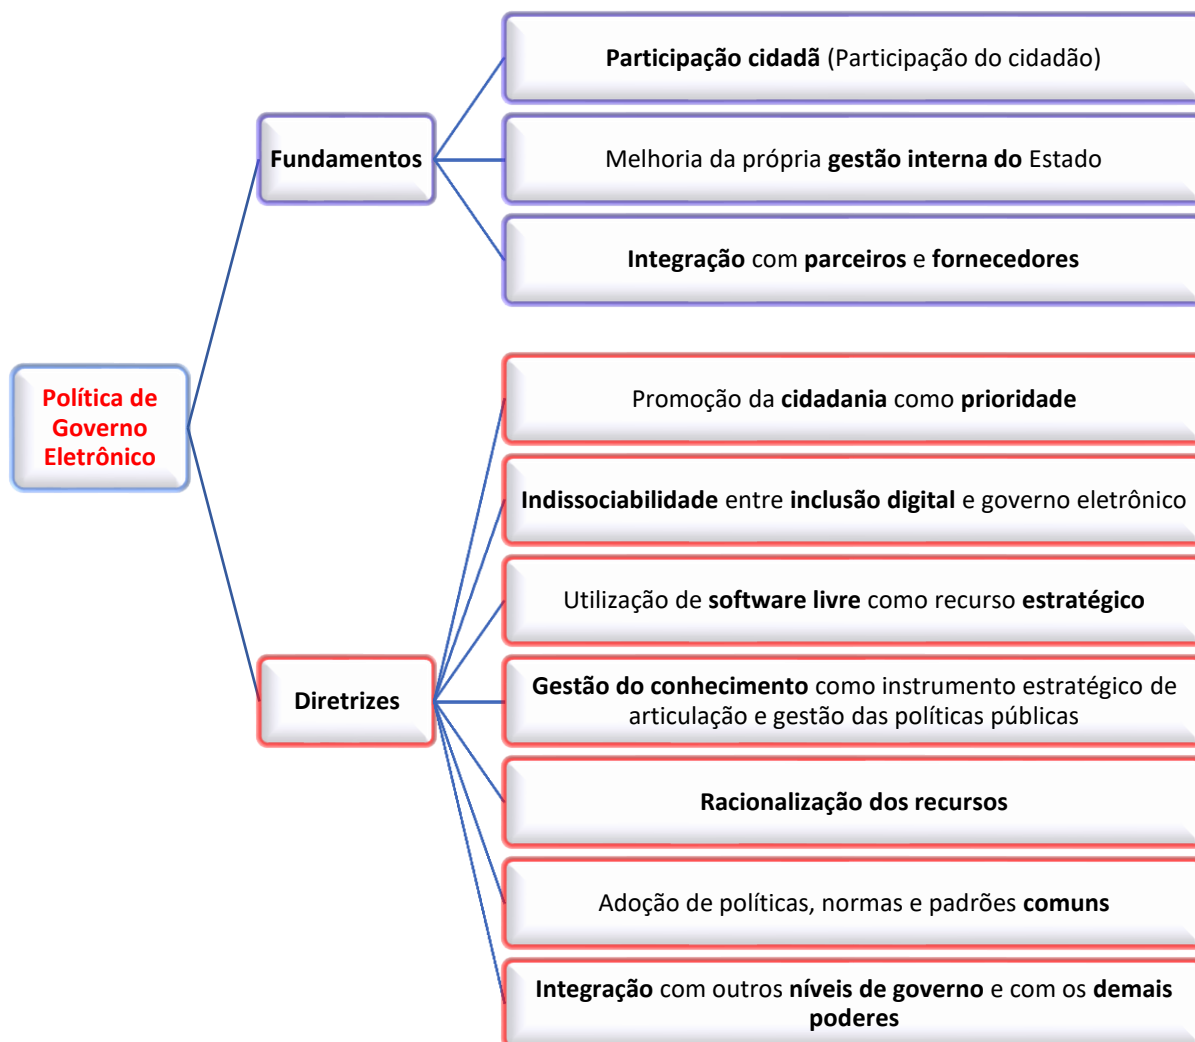 Participação cidadã (Participação do cidadão)
Fundamentos
Melhoria da própria gestão interna do Estado
Integração com parceiros e fornecedores
Política de
Governo
Eletrônico
Promoção da cidadania como prioridade
Indissociabilidade entre inclusão digital e governo eletrônico
Utilização de software livre como recurso estratégico
Diretrizes
Gestão do conhecimento como instrumento estratégico de
articulação e gestão das políticas públicas
Racionalização dos recursos
Adoção de políticas, normas e padrões comuns
Integração com outros níveis de governo e com os demais
poderes